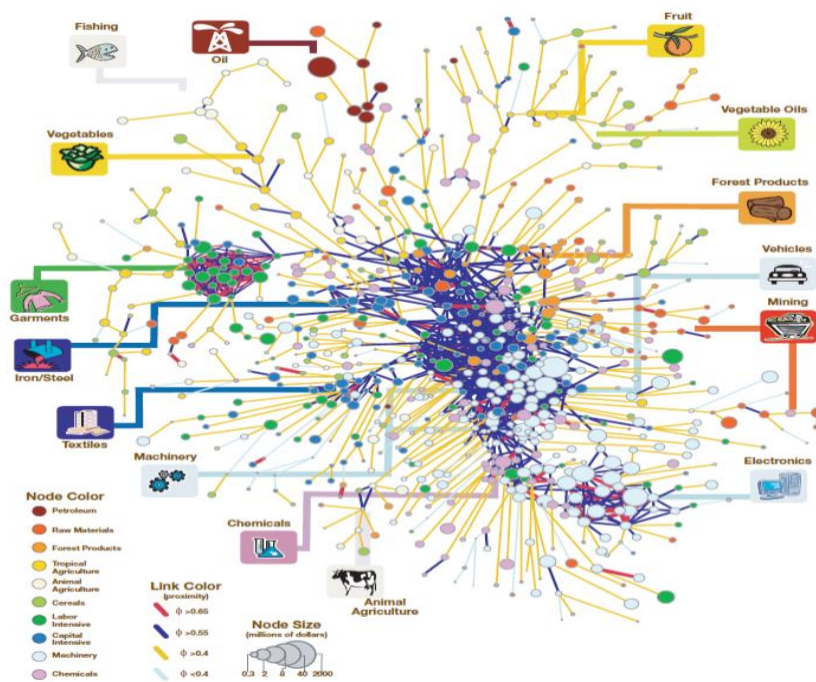 Fishing
Oil
Fruit
Vegetables
Vegetable Oils
Forest Products
Vehicles
Mining
Garments
Iron/Steel
Textiles
Machinery
Electronics
Chemicals
Animal
Agriculture
Node Color
Petroleum
Raw Materials
Forest Products
Tropical
Agriculture
Animal
Agriculture
Cereals
Labor
Intensive
Capital
Intensive
Machinery
Chemicals
Link Color
(proximity)
ϕ >0.65
ϕ >0.55
ϕ >0.4
ϕ <0.4
Node Size
(millions of dollars)
0.3 2 8 40 2000